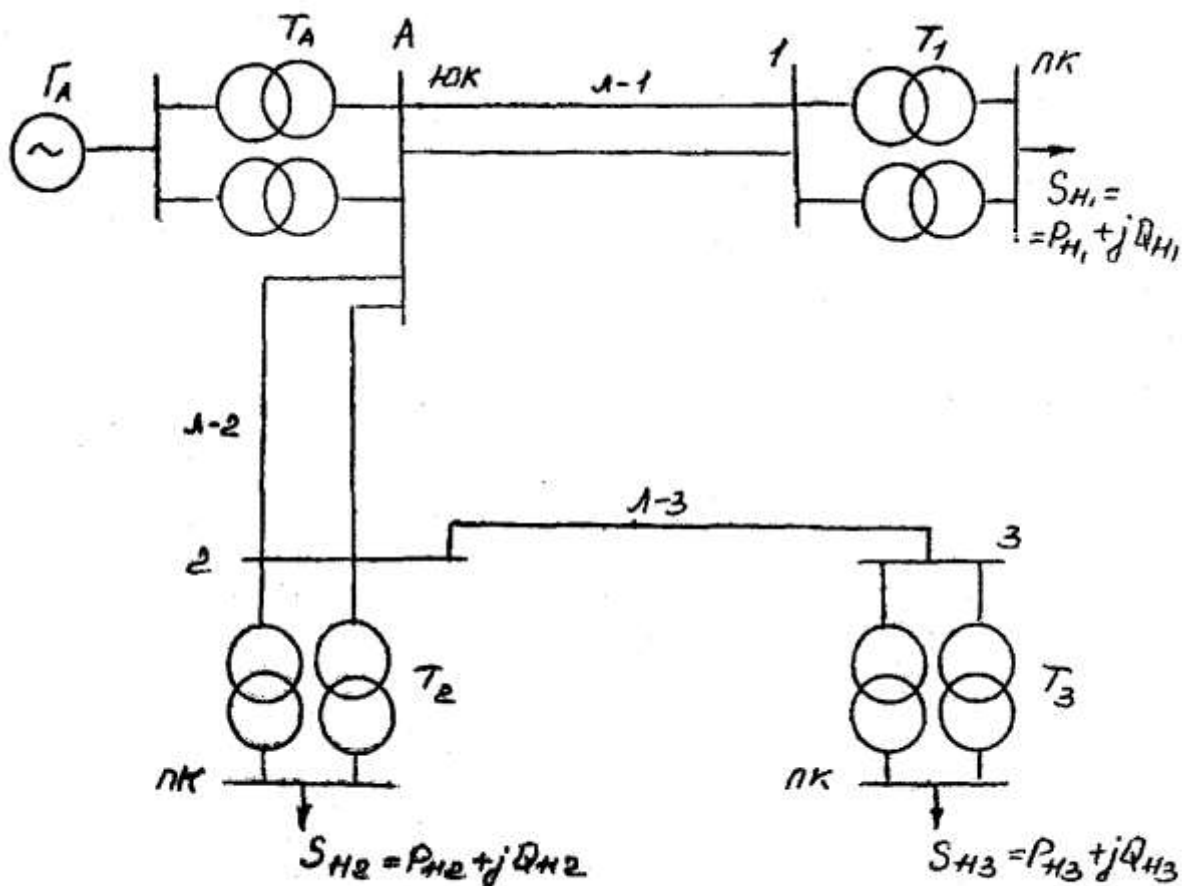 Г_А
Т_А
А
ЮК
Л-1
1
Т_1
ПК
S_Н1 =
= P_Н1 + jQ_Н1
Л-2
Л-3
2
3
Т_2
Т_3
ПК
ПК
S_Н2 = P_Н2 + jQ_Н2
S_Н3 = P_Н3 + jQ_Н3